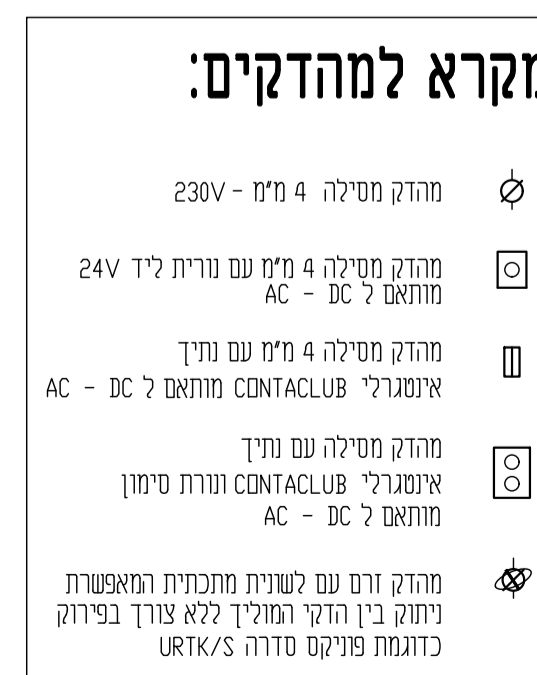 מקרא למהדקים:
מהדק מסילה 4 מ"מ - 230V
מהדק מסילה 4 מ"מ עם נורית ליד 24V
מותאם ל AC - DC
מהדק מסילה 4 מ"מ עם נתיך
אינטגרלי CONTACLUB מותאם ל AC - DC
מהדק מסילה עם נתיך
אינטגרלי CONTACLUB ונורת סימון
מותאם ל AC - DC
מהדק זרם עם לשונית מתכתית המאפשרת
ניתוק בין הדקי המוליך ללא צורך בפירוק
כדוגמת פוניקס סדרה URTK/S